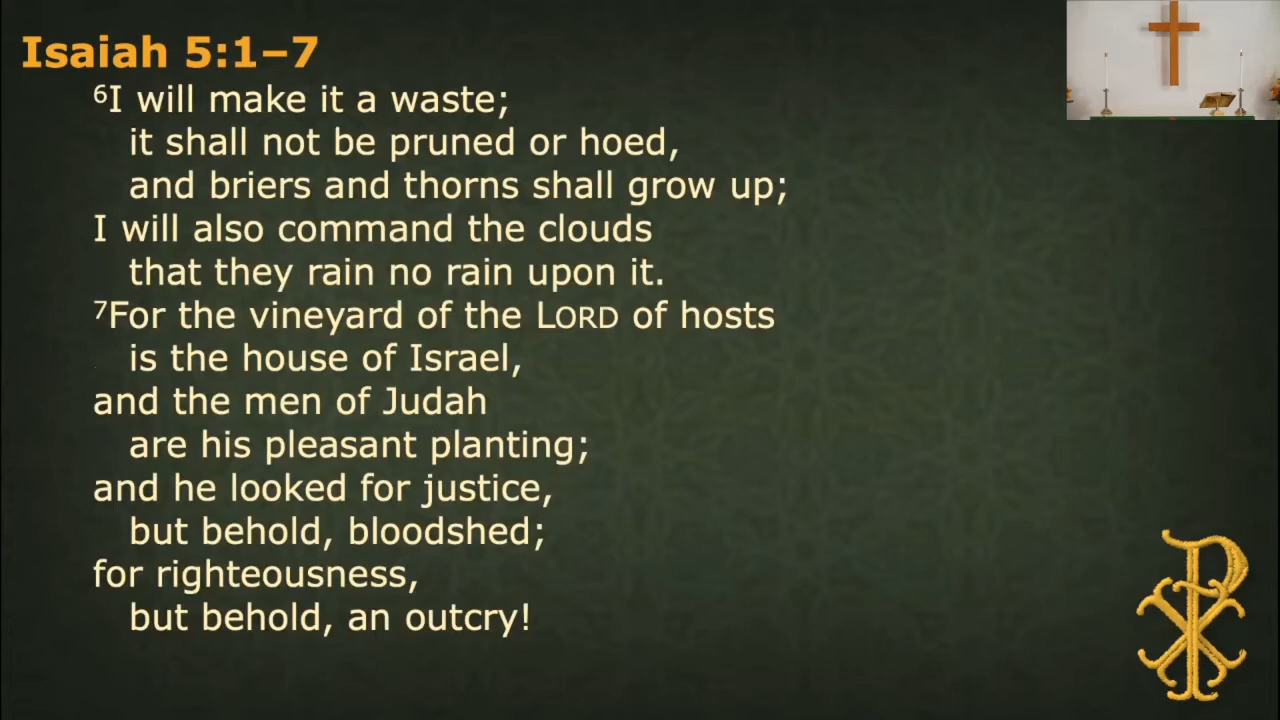 Isaiah 5:1–7
⁶I will make it a waste;
it shall not be pruned or hoed,
and briers and thorns shall grow up;
I will also command the clouds
that they rain no rain upon it.
⁷For the vineyard of the LORD of hosts
is the house of Israel,
and the men of Judah
are his pleasant planting;
and he looked for justice,
but behold, bloodshed;
for righteousness,
but behold, an outcry!